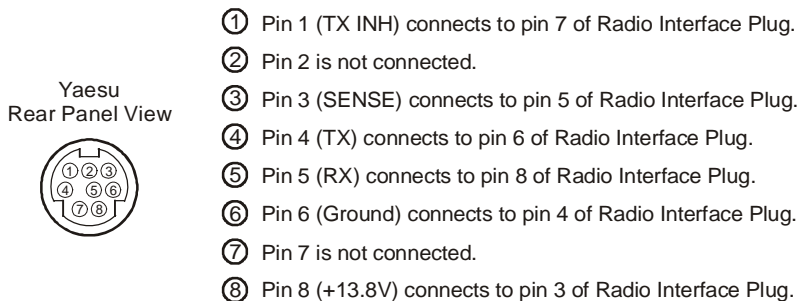 ① Pin 1 (TX INH) connects to pin 7 of Radio Interface Plug.
② Pin 2 is not connected.
③ Pin 3 (SENSE) connects to pin 5 of Radio Interface Plug.
④ Pin 4 (TX) connects to pin 6 of Radio Interface Plug.
⑤ Pin 5 (RX) connects to pin 8 of Radio Interface Plug.
⑥ Pin 6 (Ground) connects to pin 4 of Radio Interface Plug.
⑦ Pin 7 is not connected.
⑧ Pin 8 (+13.8V) connects to pin 3 of Radio Interface Plug.
Yaesu
Rear Panel View
① ② ③
④ ⑤ ⑥
⑦ ⑧